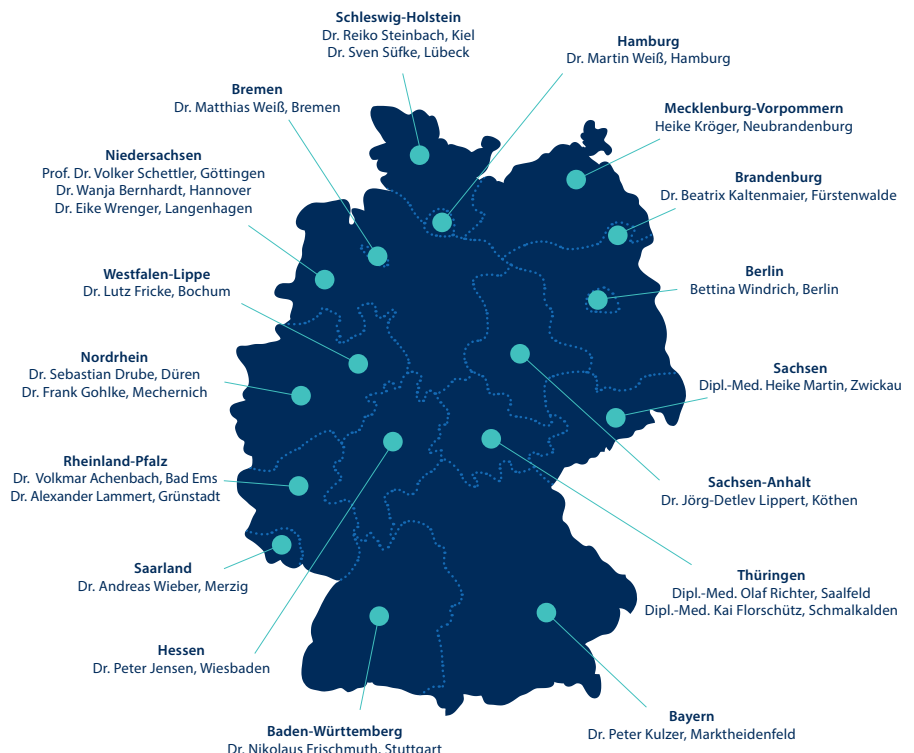 Schleswig-Holstein
Dr. Reiko Steinbach, Kiel
Dr. Sven Süfke, Lübeck
Hamburg
Dr. Martin Weiß, Hamburg
Bremen
Dr. Matthias Weiß, Bremen
Mecklenburg-Vorpommern
Heike Kröger, Neubrandenburg
Niedersachsen
Prof. Dr. Volker Schettler, Göttingen
Dr. Wanja Bernhardt, Hannover
Dr. Eike Wrenger, Langenhagen
Brandenburg
Dr. Beatrix Kaltenmaier, Fürstenwalde
Westfalen-Lippe
Dr. Lutz Fricke, Bochum
Berlin
Bettina Windrich, Berlin
Nordrhein
Dr. Sebastian Drube, Düren
Dr. Frank Gohlke, Mechernich
Sachsen
Dipl.-Med. Heike Martin, Zwickau
Rheinland-Pfalz
Dr. Volkmar Achenbach, Bad Ems
Dr. Alexander Lammert, Grünstadt
Sachsen-Anhalt
Dr. Jörg-Detlev Lippert, Köthen
Saarland
Dr. Andreas Wieber, Merzig
Thüringen
Dipl.-Med. Olaf Richter, Saalfeld
Dipl.-Med. Kai Florschütz, Schmalkalden
Hessen
Dr. Peter Jensen, Wiesbaden
Baden-Württemberg
Dr. Nikolaus Frischmuth, Stuttgart
Bayern
Dr. Peter Kulzer, Marktheidenfeld